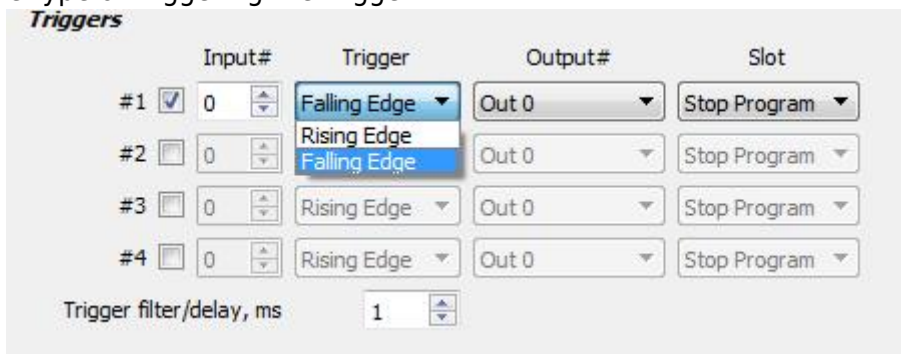 Triggers
Input# Trigger Output# Slot
#1 0 Falling Edge Out 0 Stop Program
Rising Edge
#2 0 Falling Edge Out 0 Stop Program
#3 0 Rising Edge Out 0 Stop Program
#4 0 Rising Edge Out 0 Stop Program
Trigger filter/delay, ms 1